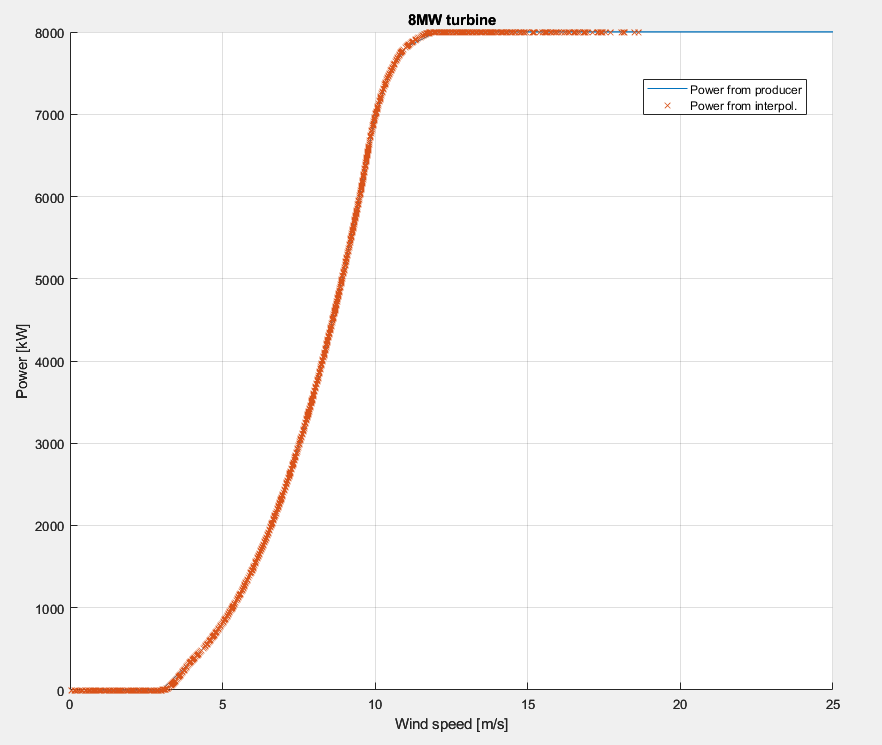 8MW turbine
8000
7000
6000
5000
4000
3000
2000
1000
0
Power [kW]
Power from producer
Power from interpol.
0 5 10 15 20 25
Wind speed [m/s]